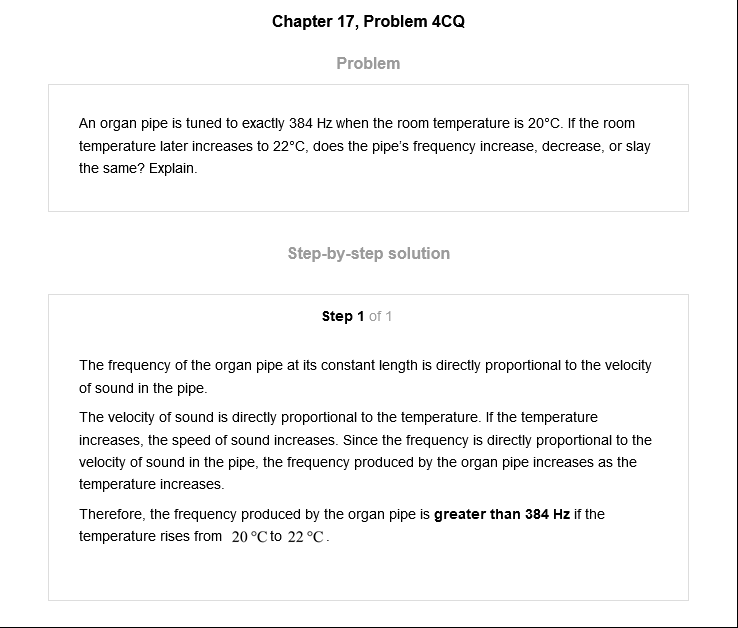 Chapter 17, Problem 4CQ
Problem
An organ pipe is tuned to exactly 384 Hz when the room temperature is 20°C. If the room
temperature later increases to 22°C, does the pipe's frequency increase, decrease, or slay
the same? Explain.
Step-by-step solution
Step 1 of 1
The frequency of the organ pipe at its constant length is directly proportional to the velocity
of sound in the pipe.
The velocity of sound is directly proportional to the temperature. If the temperature
increases, the speed of sound increases. Since the frequency is directly proportional to the
velocity of sound in the pipe, the frequency produced by the organ pipe increases as the
temperature increases.
Therefore, the frequency produced by the organ pipe is greater than 384 Hz if the
temperature rises from 20 °C to 22 °C.